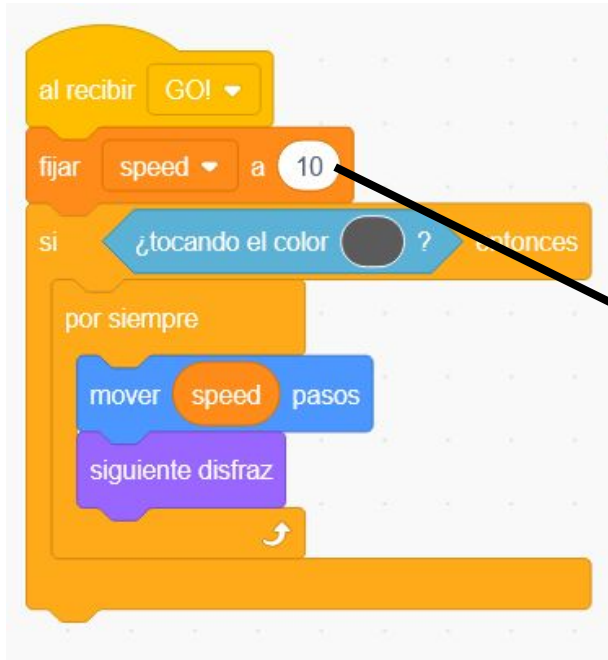 al recibir GO!
fijar speed a 10
si ¿tocando el color ? entonces
por siempre
mover speed pasos
siguiente disfraz